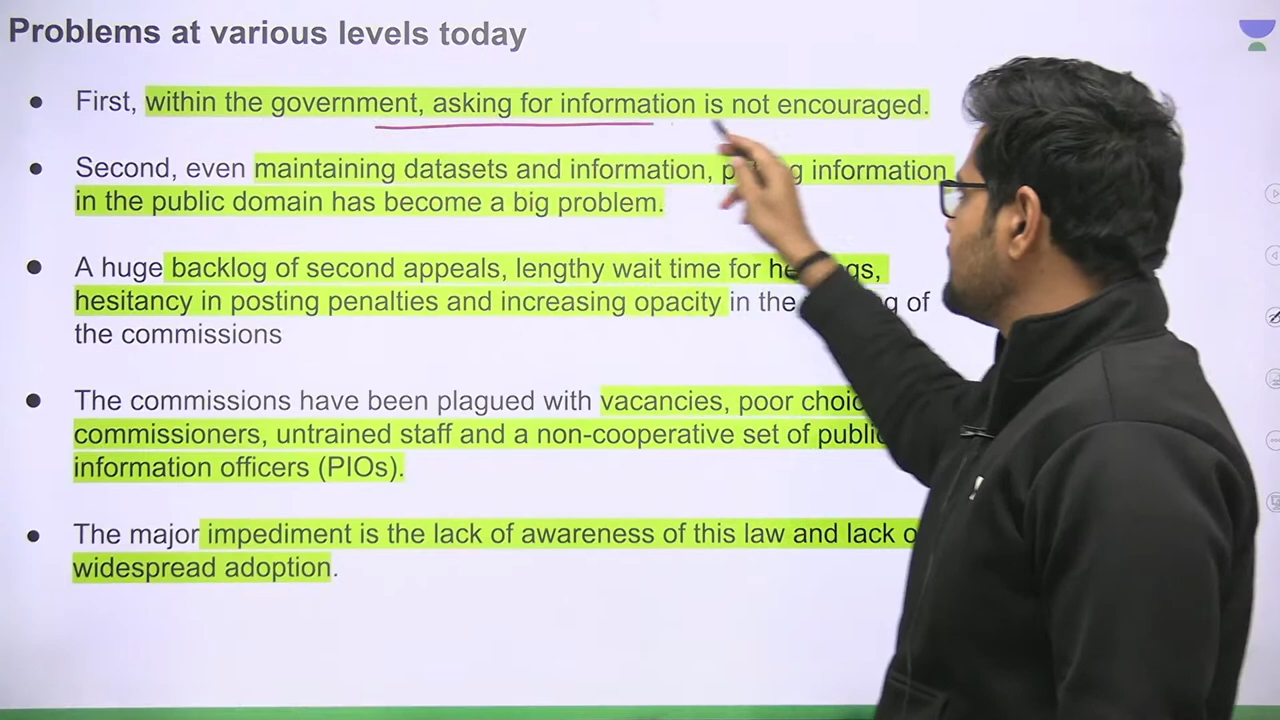 Problems at various levels today
● First, within the government, asking for information is not encouraged.
● Second, even maintaining datasets and information, information
in the public domain has become a big problem.
● A huge backlog of second appeals, lengthy wait time for
hesitancy in posting penalties and increasing opacity in the of
the commissions
● The commissions have been plagued with vacancies, poor
commissioners, untrained staff and a non-cooperative set of public
information officers (PIOs).
● The major impediment is the lack of awareness of this law and lack
widespread adoption.